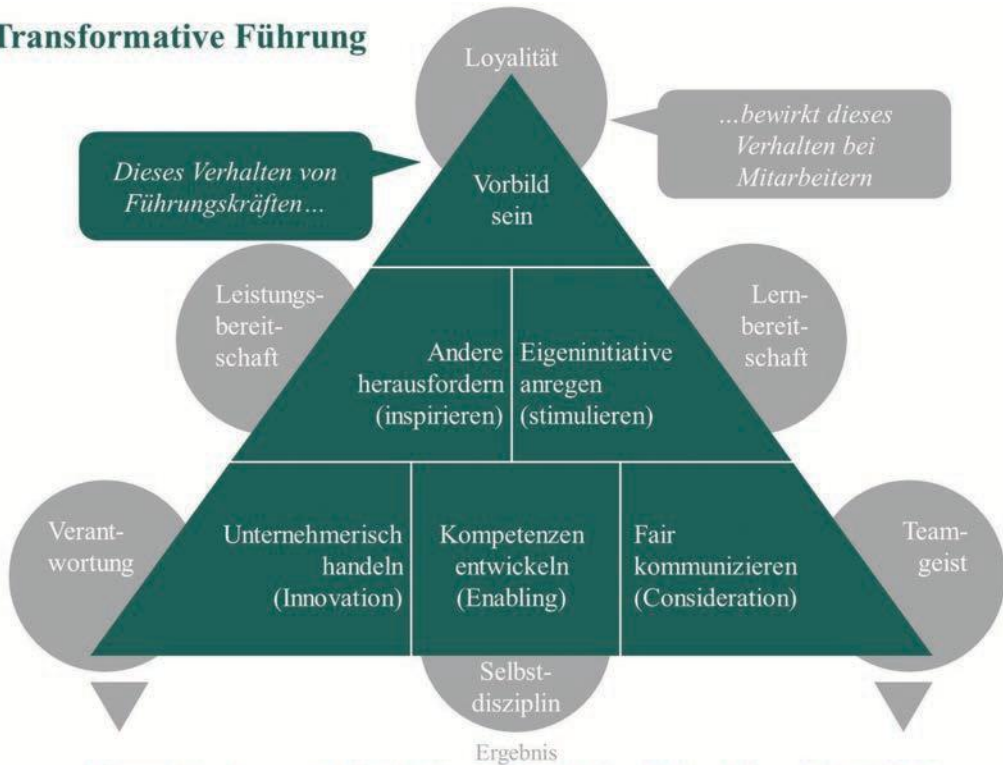 Transformative Führung
Loyalität
Dieses Verhalten von
Führungskräften...
...bewirkt dieses
Verhalten bei
Mitarbeitern
Vorbild
sein
Leistungs-
bereit-
schaft
Lern-
bereit-
schaft
Andere
herausfordern
(inspirieren)
Eigeninitiative
anregen
(stimulieren)
Verant-
wortung
Team-
geist
Unternehmerisch
handeln
(Innovation)
Kompetenzen
entwickeln
(Enabling)
Fair
kommunizieren
(Consideration)
Selbst-
disziplin
Ergebnis